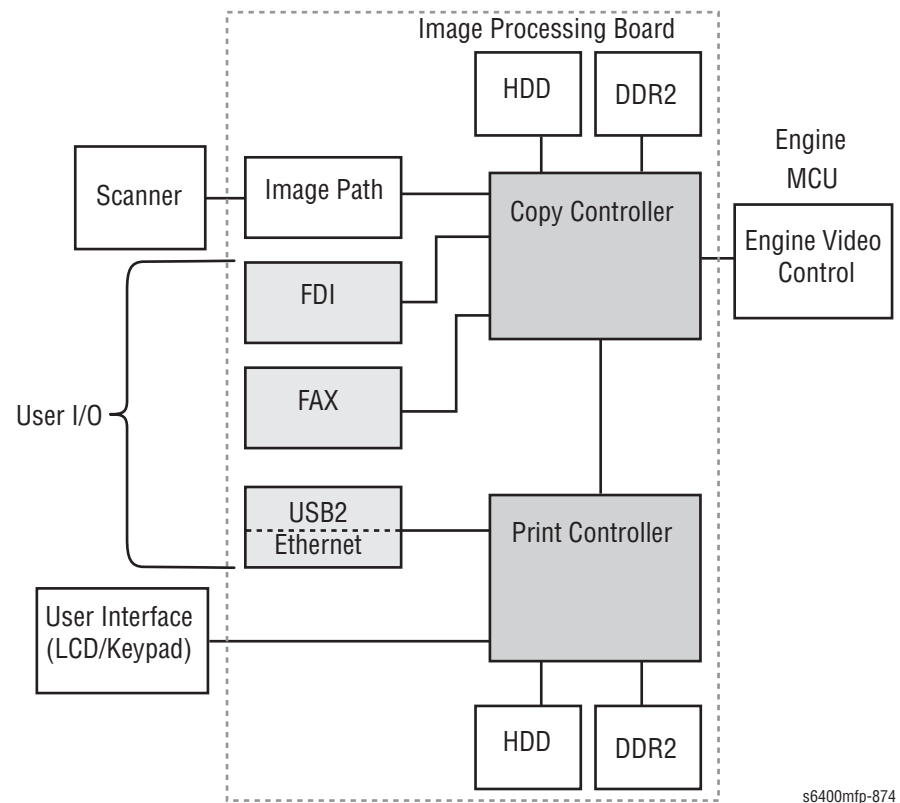 Image Processing Board
HDD
DDR2
Engine
MCU
Scanner
Image Path
Copy Controller
Engine Video
Control
FDI
FAX
User I/O
USB2
Ethernet
Print Controller
User Interface
(LCD/Keypad)
HDD
DDR2
s6400mfp-874